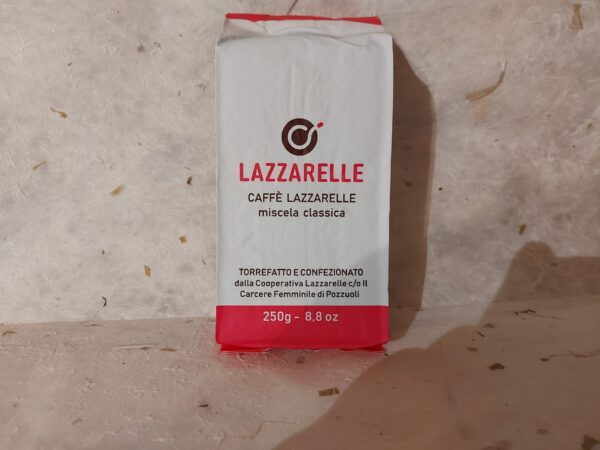 LAZZARELLE
CAFFÈ LAZZARELLE
miscela classica
TORREFATTO E CONFEZIONATO
dalla Cooperativa Lazzarelle c/o Il
Carcere Femminile di Pozzuoli
250g - 8,8 oz